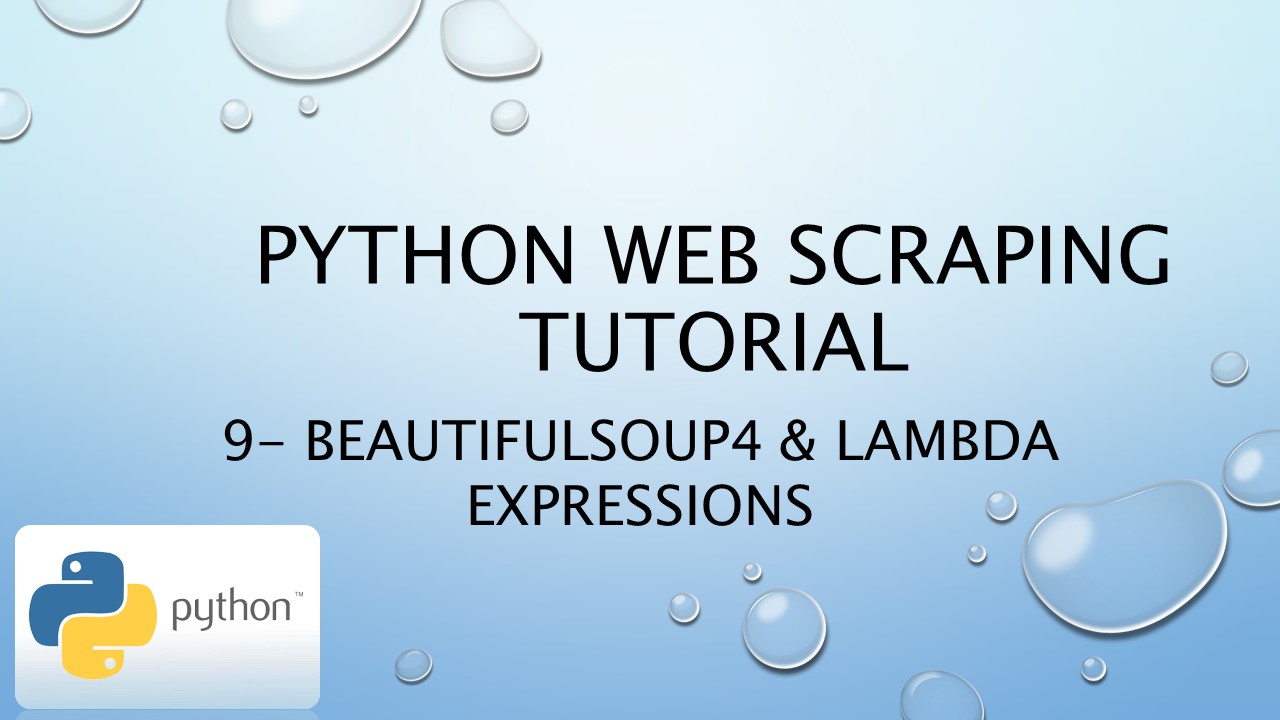 PYTHON WEB SCRAPING
TUTORIAL
9- BEAUTIFULSOUP4 & LAMBDA
EXPRESSIONS
python™